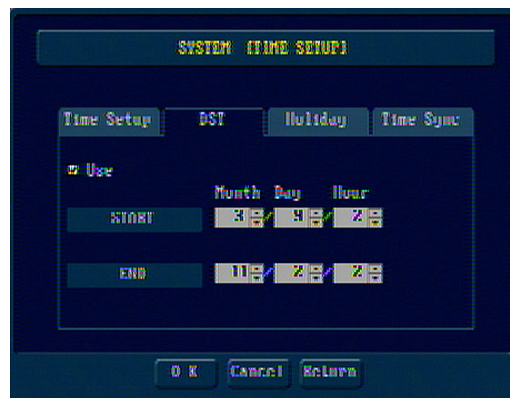 SYSTEM [TIME SETUP]
Time Setup DST Holiday Time Sync
Use
Month Day Hour
START 3 / 9 / 2
END 11 / 2 / 2
O K Cancel Return